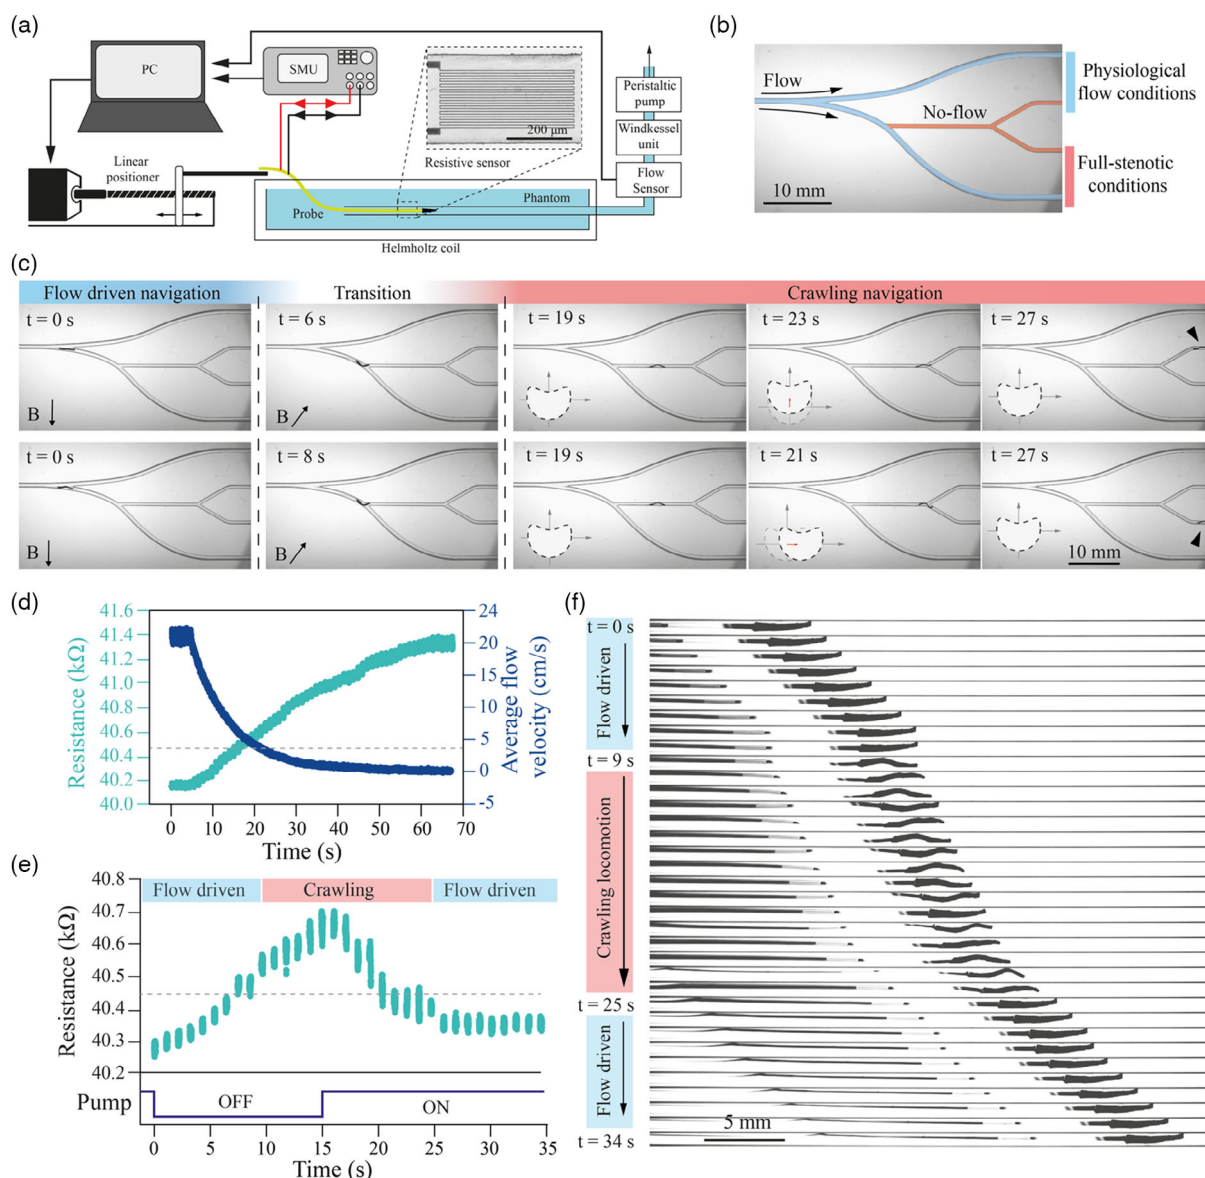 (a)
PC
SMU
200 µm
Resistive sensor
Linear
positioner
Probe
Phantom
Helmholtz coil
Peristaltic
pump
Windkessel
unit
Flow
Sensor
(b)
Flow
No-flow
10 mm
Physiological
flow conditions
Full-stenotic
conditions
(c)
Flow driven navigation
Transition
Crawling navigation
t = 0 s
B
t = 6 s
B
t = 19 s
t = 23 s
t = 27 s
t = 0 s
B
t = 8 s
B
t = 19 s
t = 21 s
t = 27 s
10 mm
(d)
Resistance (kΩ)
41.6
41.4
41.2
41.0
40.8
40.6
40.4
40.2
40.0
24
20
15
10
5
0
-5
Average flow
velocity (cm/s)
0 10 20 30 40 50 60 70
Time (s)
(e)
Resistance (kΩ)
40.8
40.7
40.6
40.5
40.4
40.3
40.2
Flow driven
Crawling
Flow driven
Pump
OFF
ON
0 5 10 15 20 25 30 35
Time (s)
(f)
t = 0 s
Flow driven
t = 9 s
Crawling locomotion
t = 25 s
Flow driven
t = 34 s
5 mm